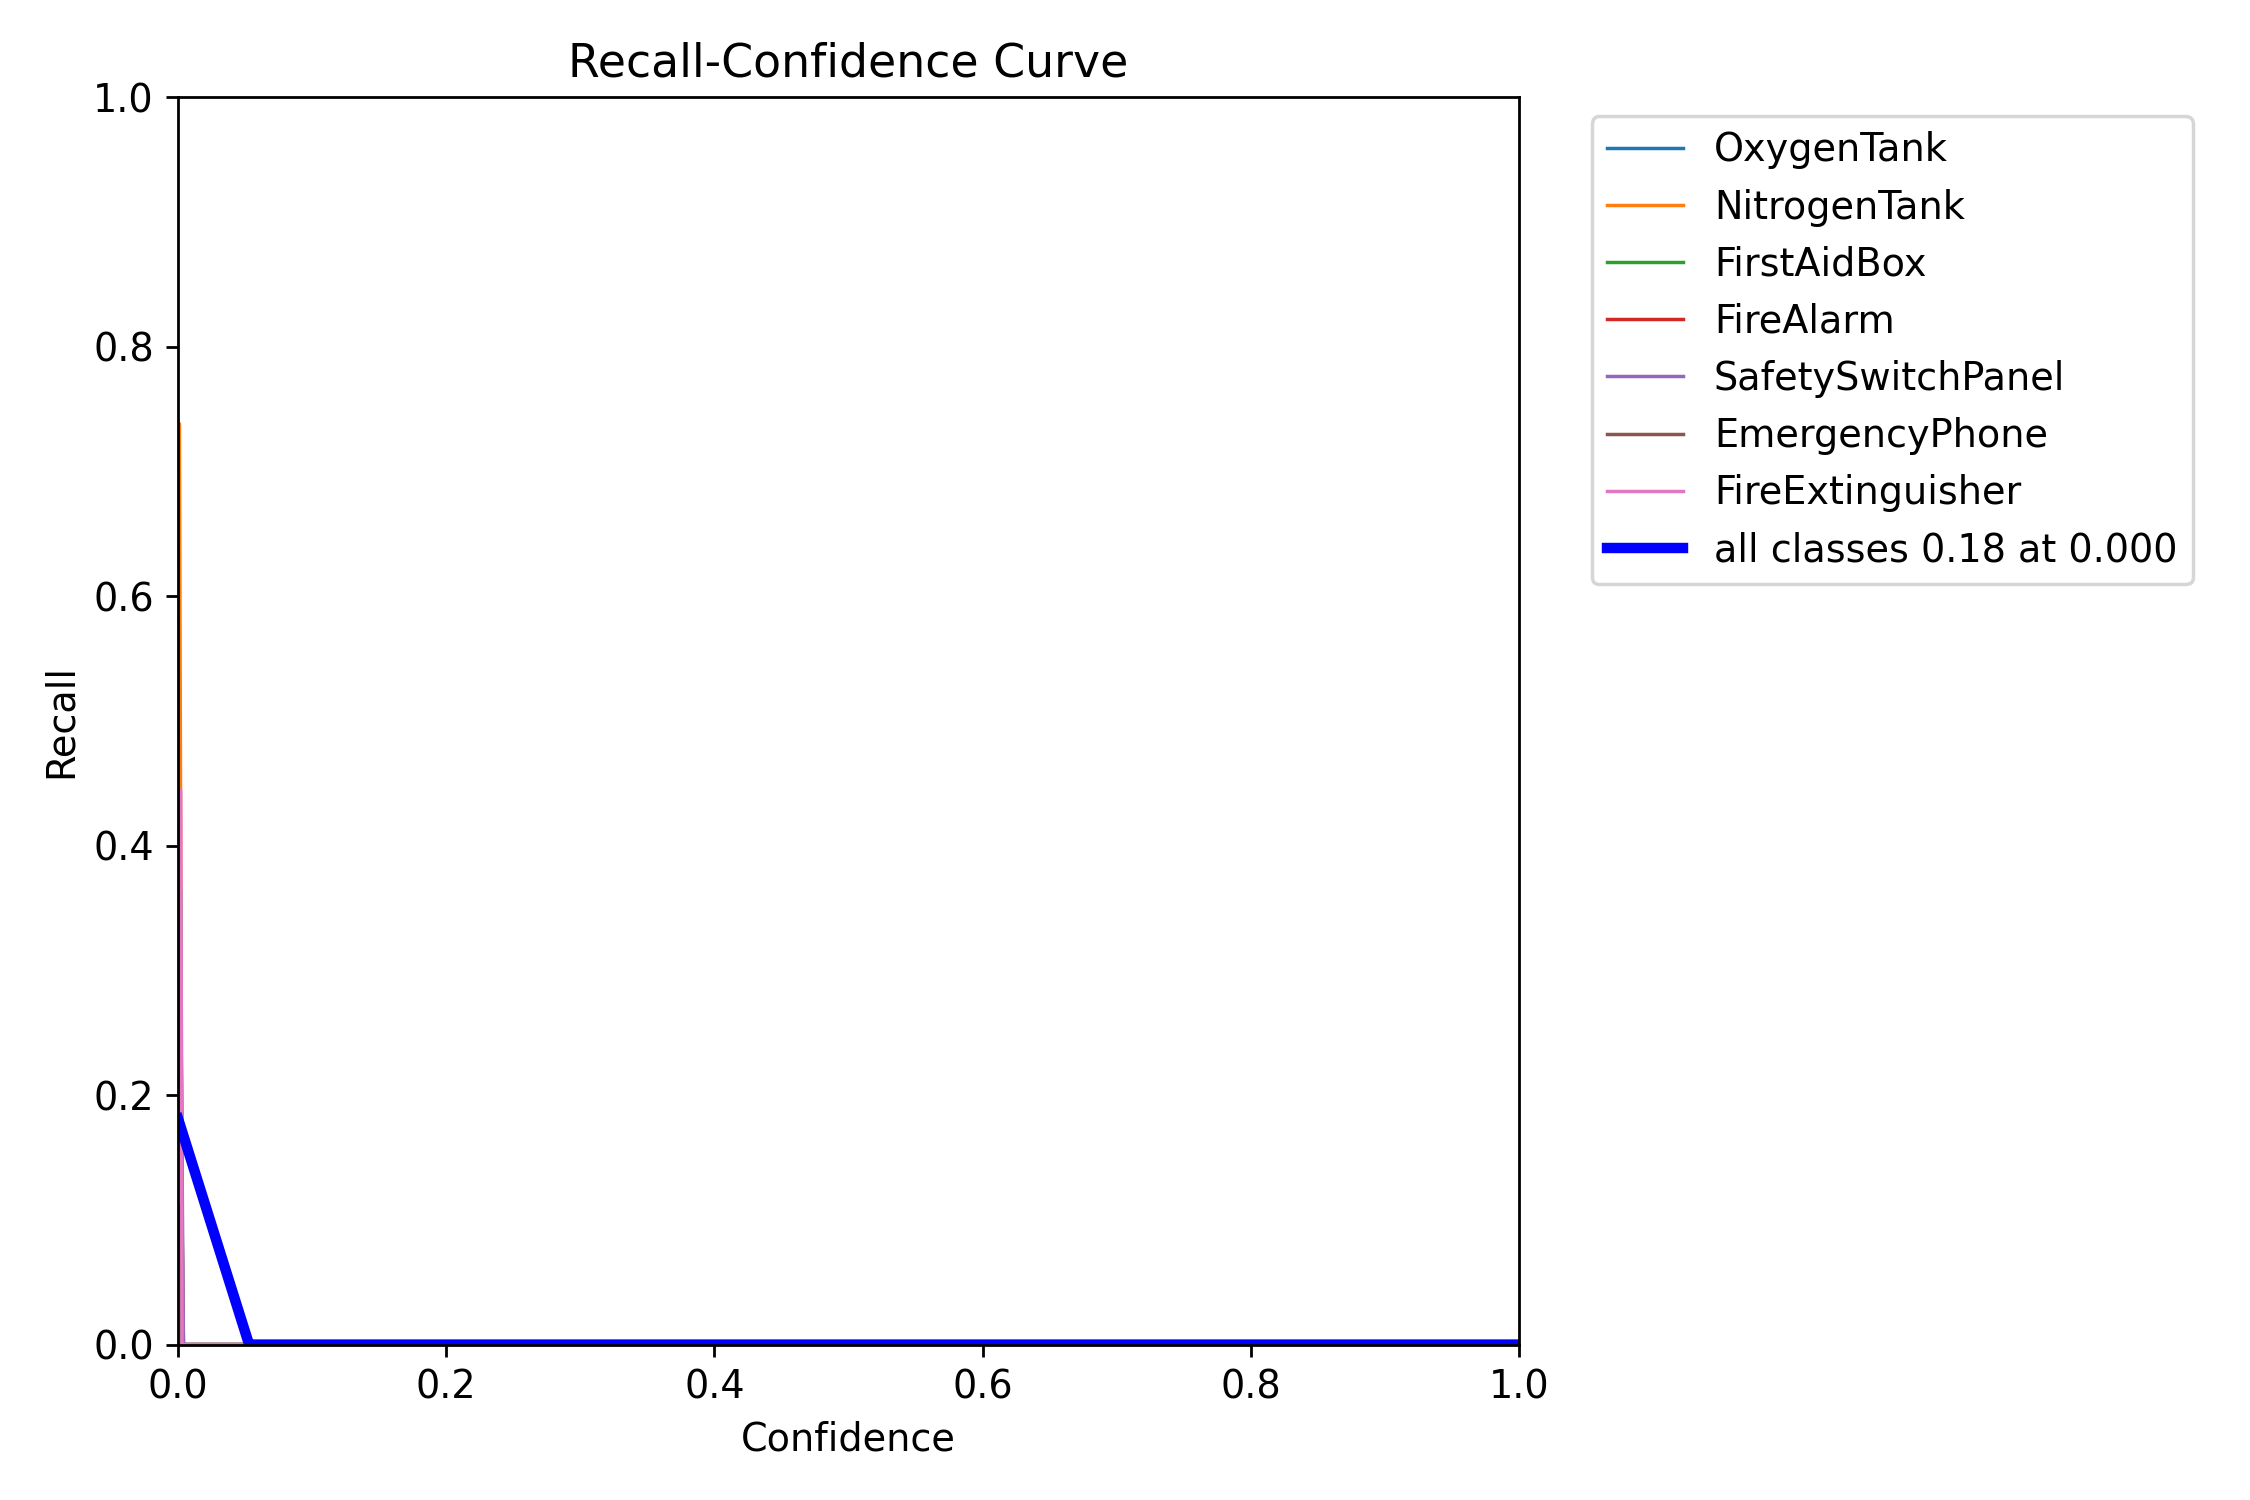 Recall-Confidence Curve
1.0
0.8
0.6
0.4
0.2
0.0
Recall
0.0 0.2 0.4 0.6 0.8 1.0
Confidence
OxygenTank
NitrogenTank
FirstAidBox
FireAlarm
SafetySwitchPanel
EmergencyPhone
FireExtinguisher
all classes 0.18 at 0.000